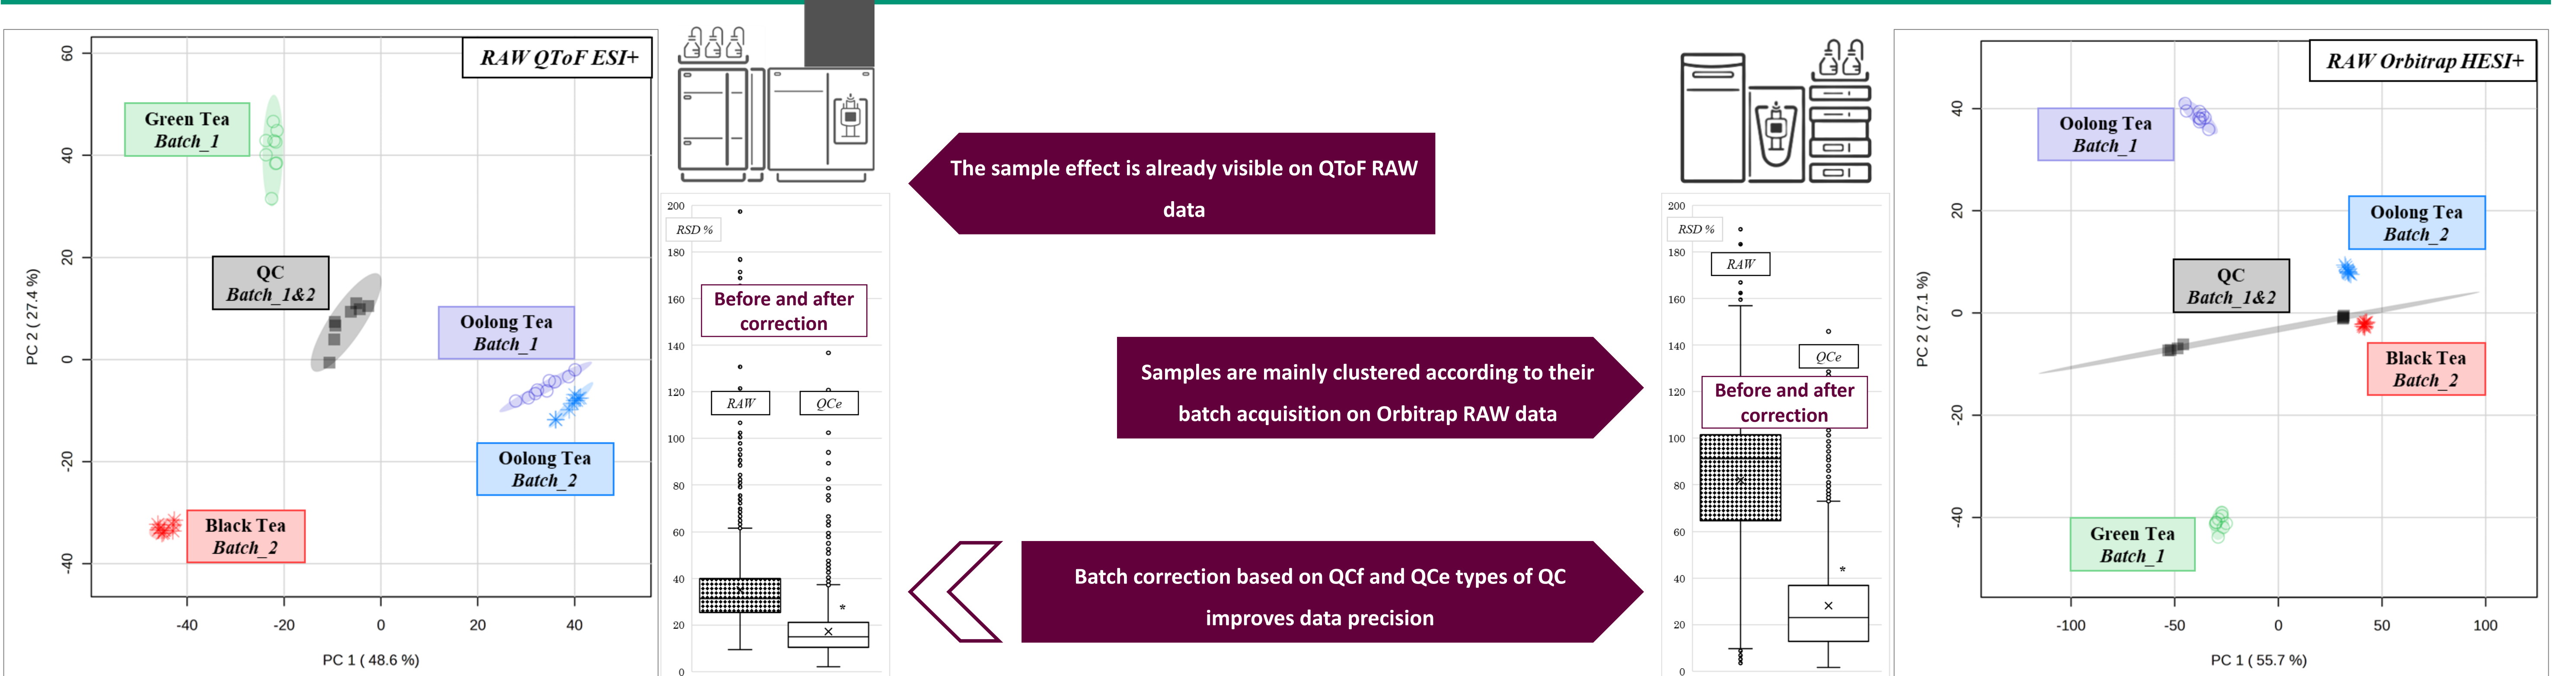 RAW QToF ESI+
Green Tea
Batch_1
QC
Batch_1&2
Oolong Tea
Batch_1
Oolong Tea
Batch_2
Black Tea
Batch_2
PC 2 ( 27.4 %)
60
40
20
0
-20
-40
-40
-20
0
20
40
PC 1 ( 48.6 %)
200
RSD %
180
160
Before and after
correction
140
120
RAW
QCe
100
80
60
40
*
20
0
The sample effect is already visible on QToF RAW
data
Samples are mainly clustered according to their
batch acquisition on Orbitrap RAW data
Batch correction based on QCf and QCe types of QC
improves data precision
200
RSD %
180
RAW
160
140
QCe
120
Before and after
correction
100
80
60
40
*
20
0
RAW Orbitrap HESI+
Oolong Tea
Batch_1
Oolong Tea
Batch_2
QC
Batch_1&2
Black Tea
Batch_2
Green Tea
Batch_1
PC 2 ( 27.1 %)
40
20
0
-20
-40
-100
-50
0
50
100
PC 1 ( 55.7 %)